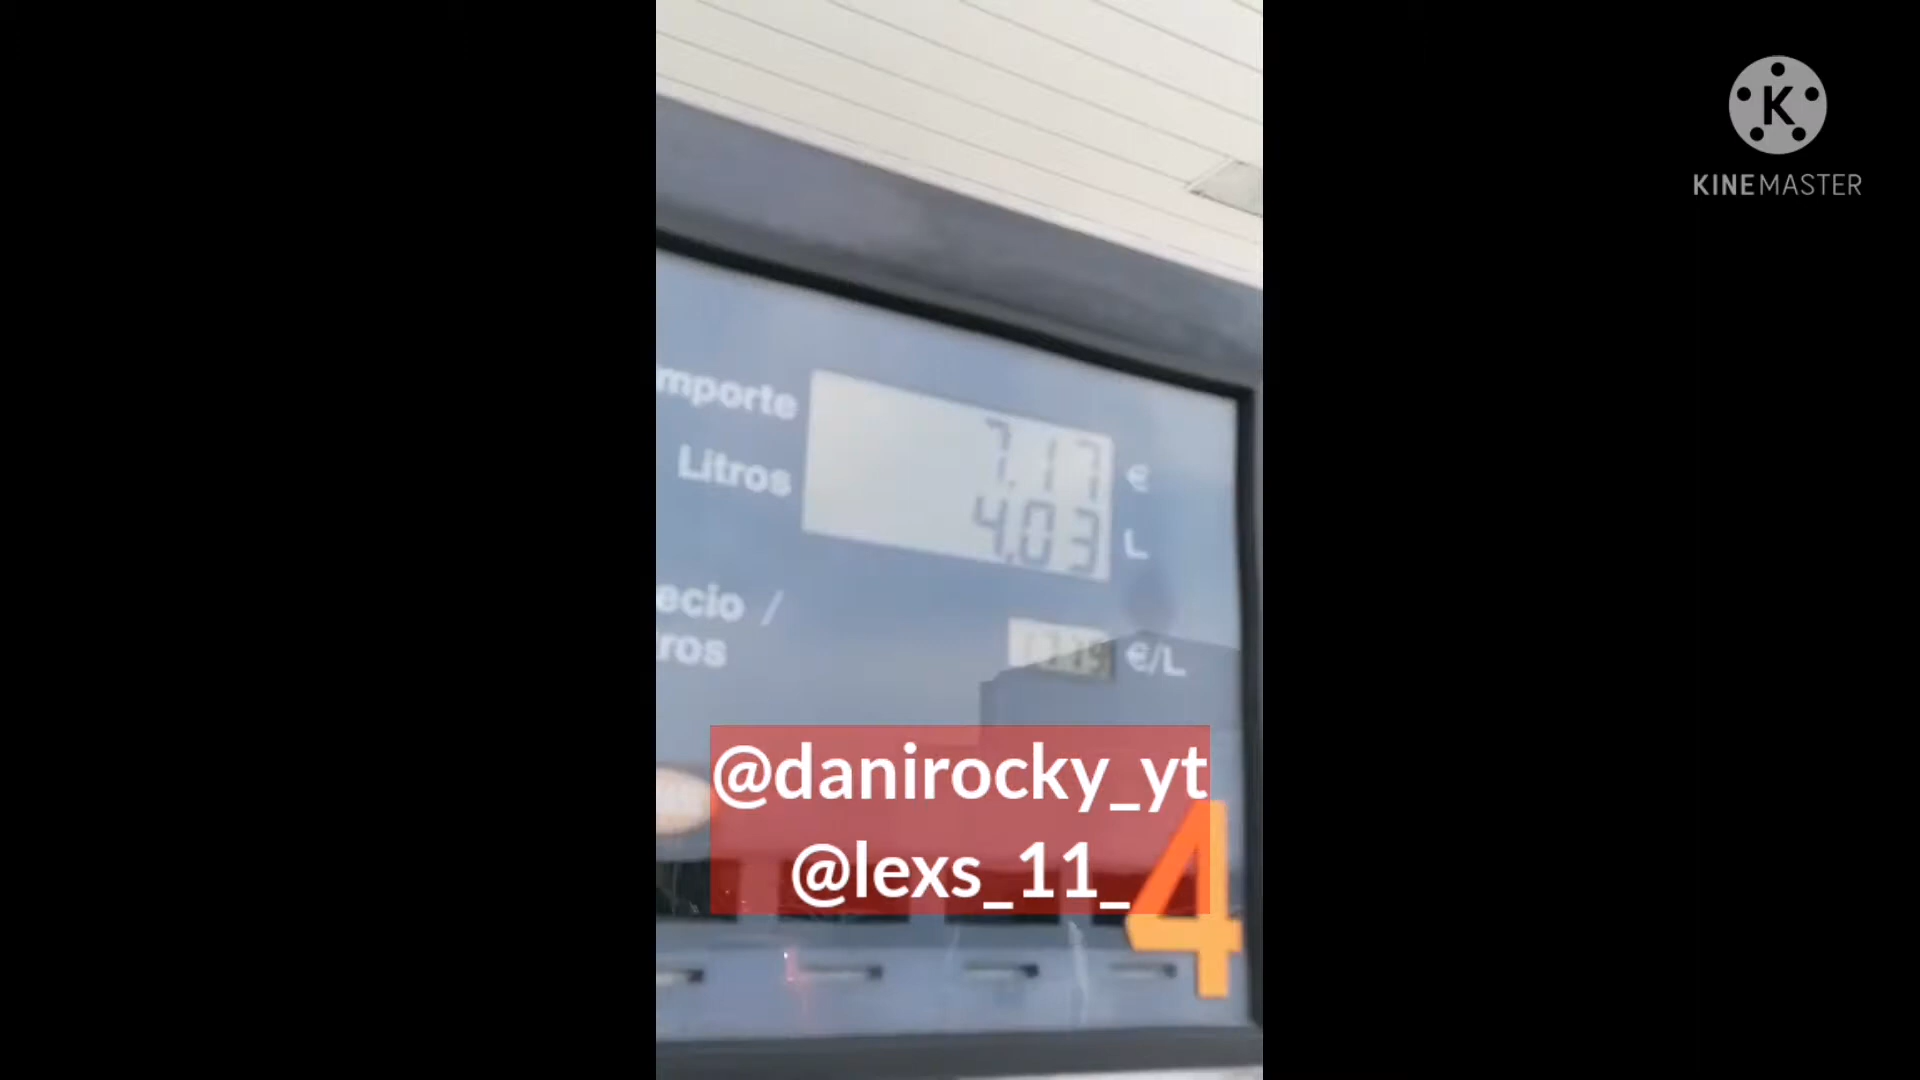 KINEMASTER
mporte 7.17 €
Litros 4.03 L
ecio /
ros €/L
@danirocky_yt
@lexs_11_
4